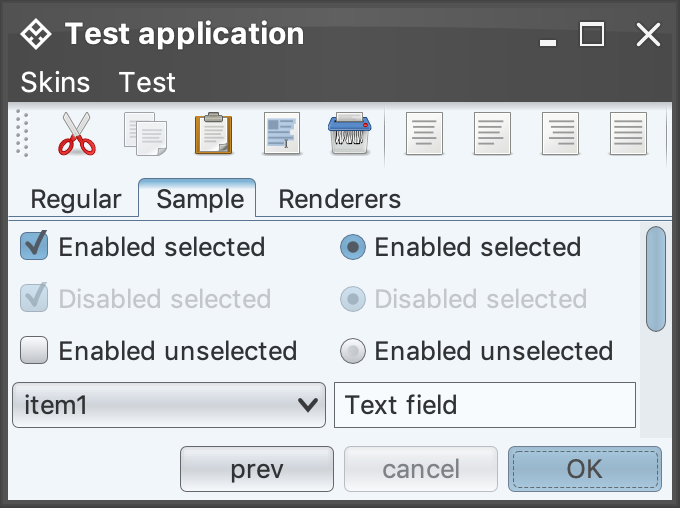 Test application
Skins Test
Regular Sample Renderers
Enabled selected Enabled selected
Disabled selected Disabled selected
Enabled unselected Enabled unselected
item1 Text field
prev cancel OK